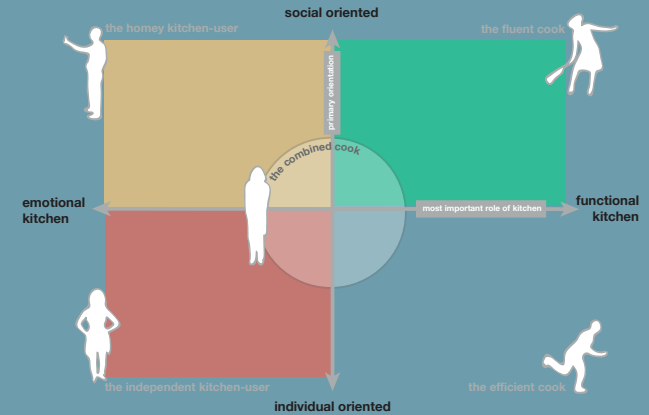 social oriented
the homey kitchen-user
the fluent cook
primary orientation
the combined cook
emotional
kitchen
most important role of kitchen
functional
kitchen
the independent kitchen-user
the efficient cook
individual oriented